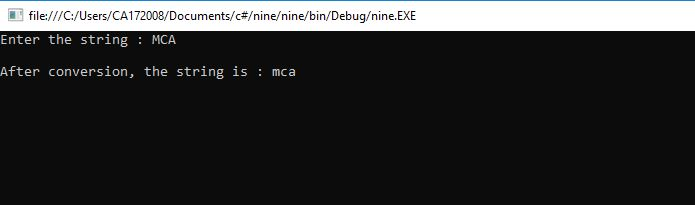 file:///C:/Users/CA172008/Documents/c#/nine/nine/bin/Debug/nine.EXE
Enter the string : MCA
After conversion, the string is : mca